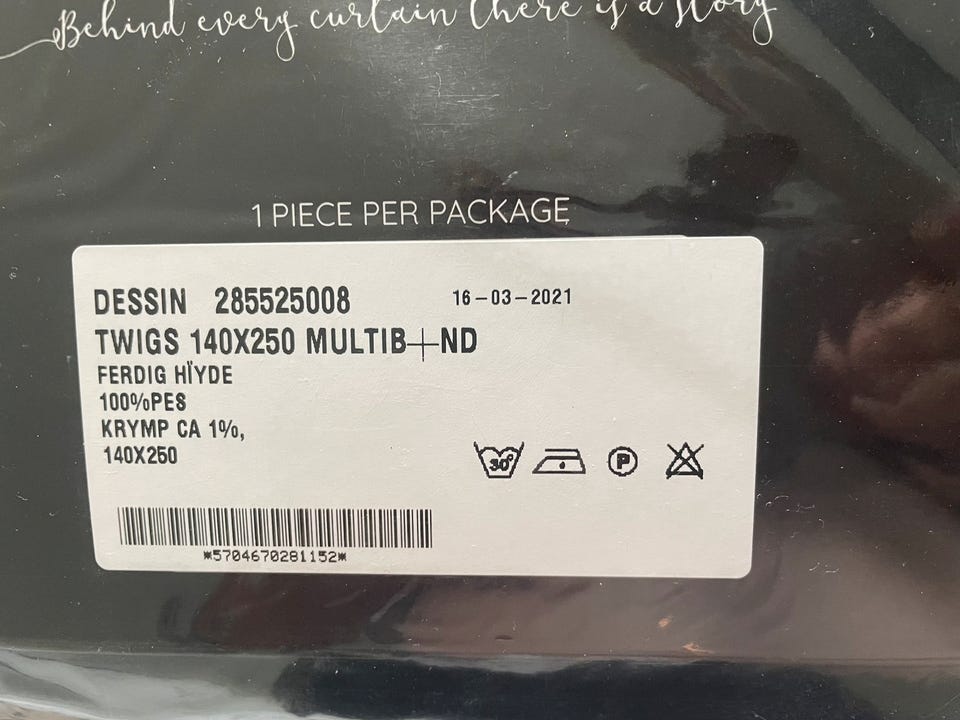 Behind every curtain there is a story
1 PIECE PER PACKAGE
DESSIN 285525008 16-03-2021
TWIGS 140X250 MULTIB┼ND
FERDIG HÏYDE
100%PES
KRYMP CA 1%,
140X250
30°
P
*5704670281152*